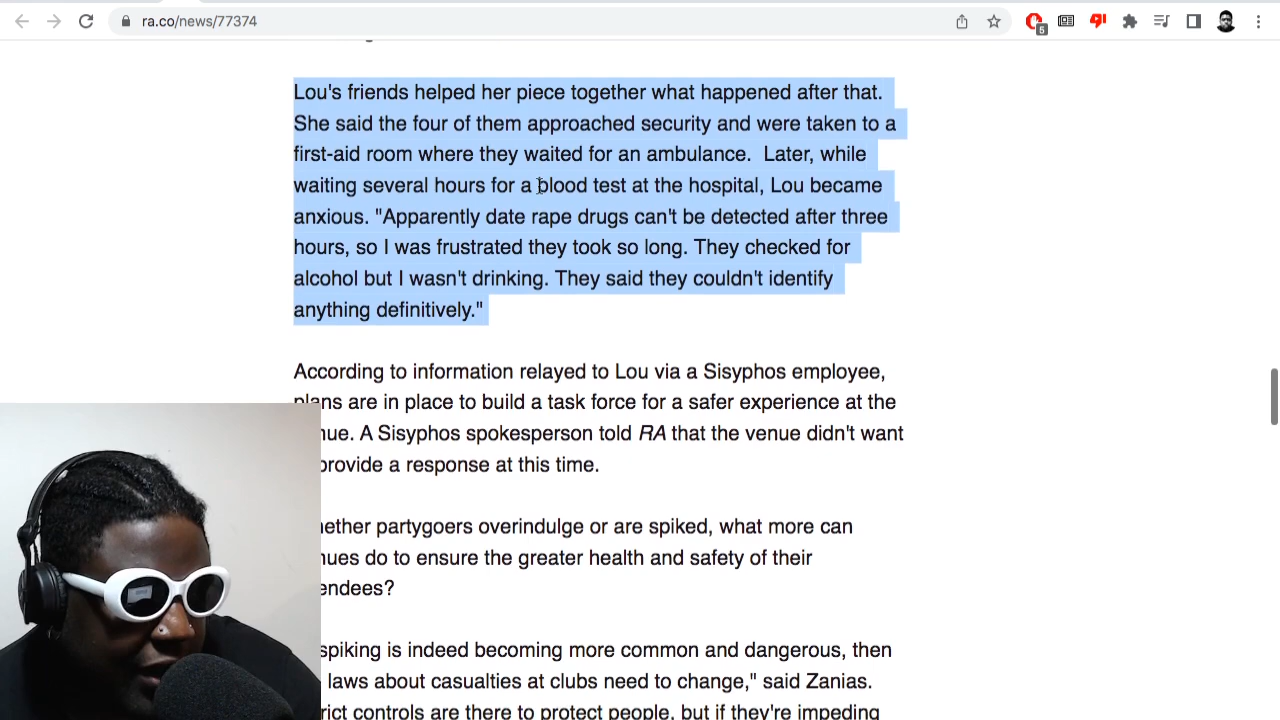 ra.co/news/77374
5
Lou's friends helped her piece together what happened after that.
She said the four of them approached security and were taken to a
first-aid room where they waited for an ambulance.  Later, while
waiting several hours for a blood test at the hospital, Lou became
anxious. "Apparently date rape drugs can't be detected after three
hours, so I was frustrated they took so long. They checked for
alcohol but I wasn't drinking. They said they couldn't identify
anything definitively."
According to information relayed to Lou via a Sisyphos employee,
plans are in place to build a task force for a safer experience at the
nue. A Sisyphos spokesperson told RA that the venue didn't want
provide a response at this time.
hether partygoers overindulge or are spiked, what more can
nues do to ensure the greater health and safety of their
endees?
spiking is indeed becoming more common and dangerous, then
laws about casualties at clubs need to change," said Zanias.
rict controls are there to protect people, but if they're impeding